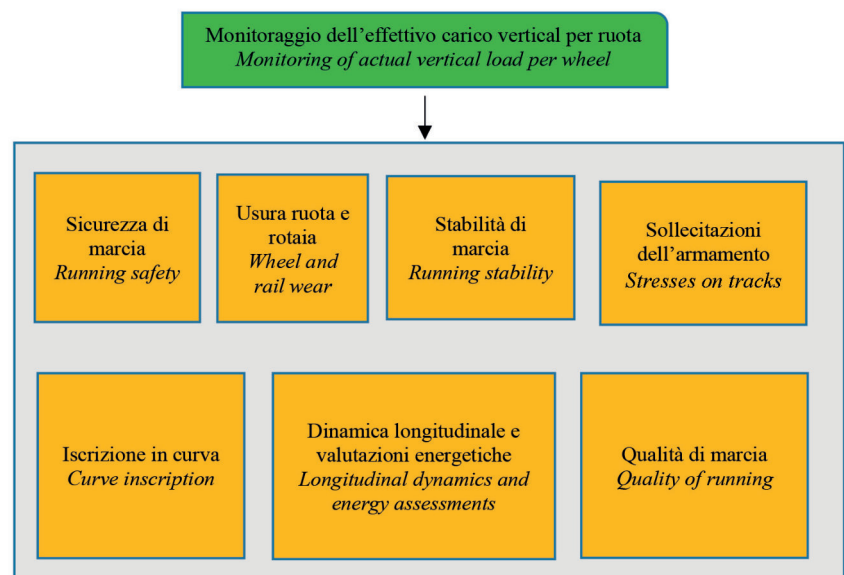 Monitoraggio dell'effettivo carico vertical per ruota
Monitoring of actual vertical load per wheel
Sicurezza di
marcia
Running safety
Usura ruota e
rotaia
Wheel and
rail wear
Stabilità di
marcia
Running stability
Sollecitazioni
dell'armamento
Stresses on tracks
Iscrizione in curva
Curve inscription
Dinamica longitudinale e
valutazioni energetiche
Longitudinal dynamics and
energy assessments
Qualità di marcia
Quality of running